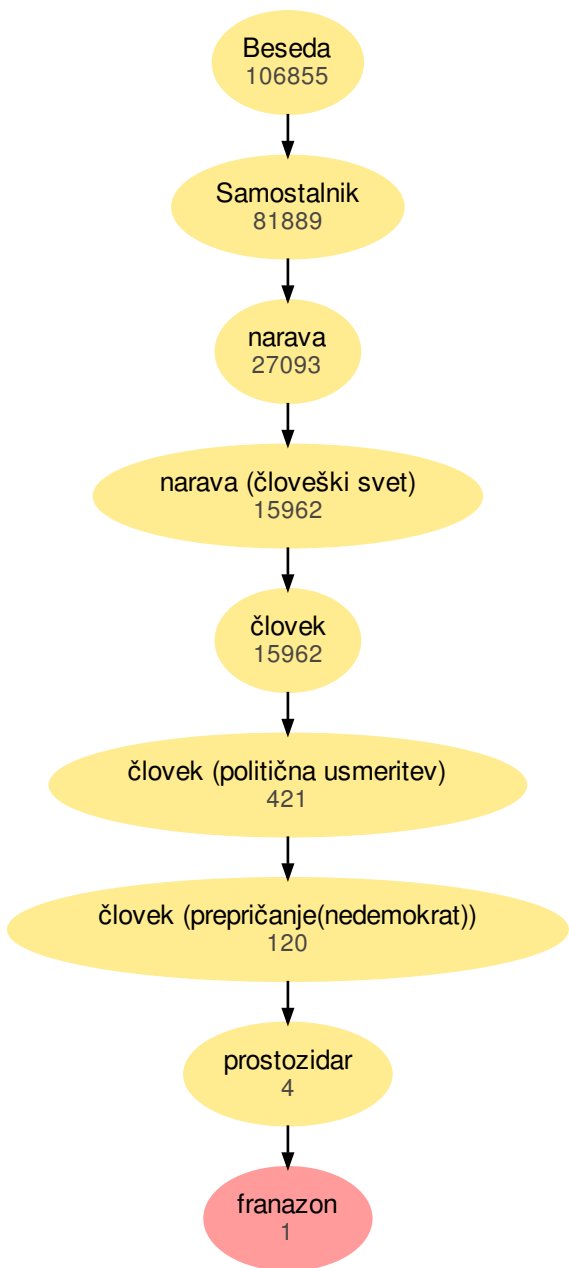 Beseda
106855
Samostalnik
81889
narava
27093
narava (človeški svet)
15962
človek
15962
človek (politična usmeritev)
421
človek (prepričanje(nedemokrat))
120
prostozidar
4
franazon
1